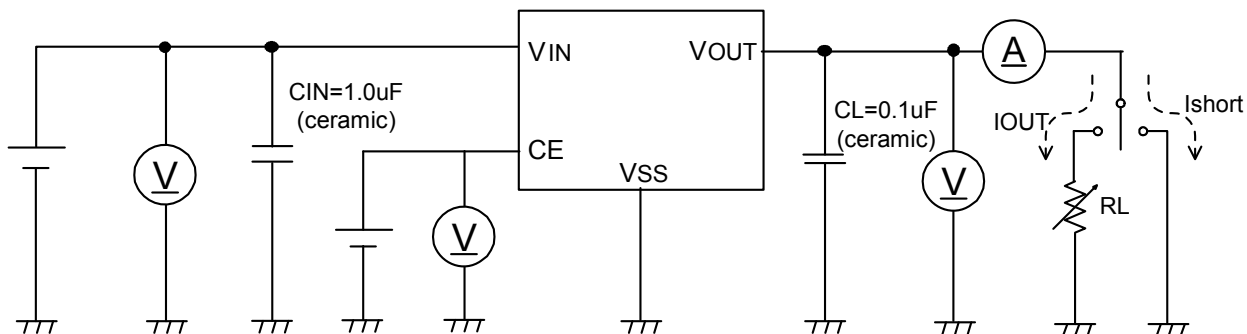 VIN
VOUT
A
CIN=1.0uF
(ceramic)
CL=0.1uF
(ceramic)
IOUT
Ishort
V
CE
V
VSS
V
RL